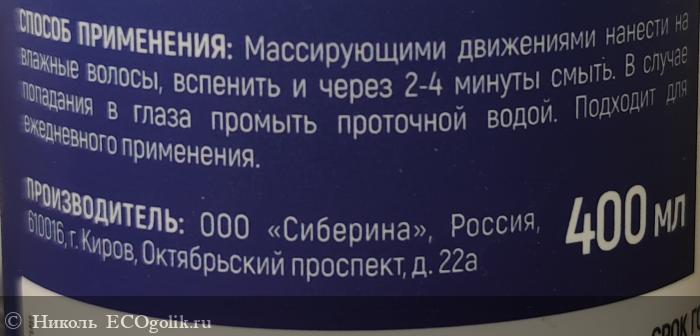 СПОСОБ ПРИМЕНЕНИЯ: Массирующими движениями нанести на
влажные волосы, вспенить и через 2-4 минуты смыть. В случае
попадания в глаза промыть проточной водой. Подходит для
ежедневного применения.
ПРОИЗВОДИТЕЛЬ: ООО «Сиберина», Россия,
610016, г. Киров, Октябрьский проспект, д. 22а
400 мл
СРОК
Николь ECOgolik.ru